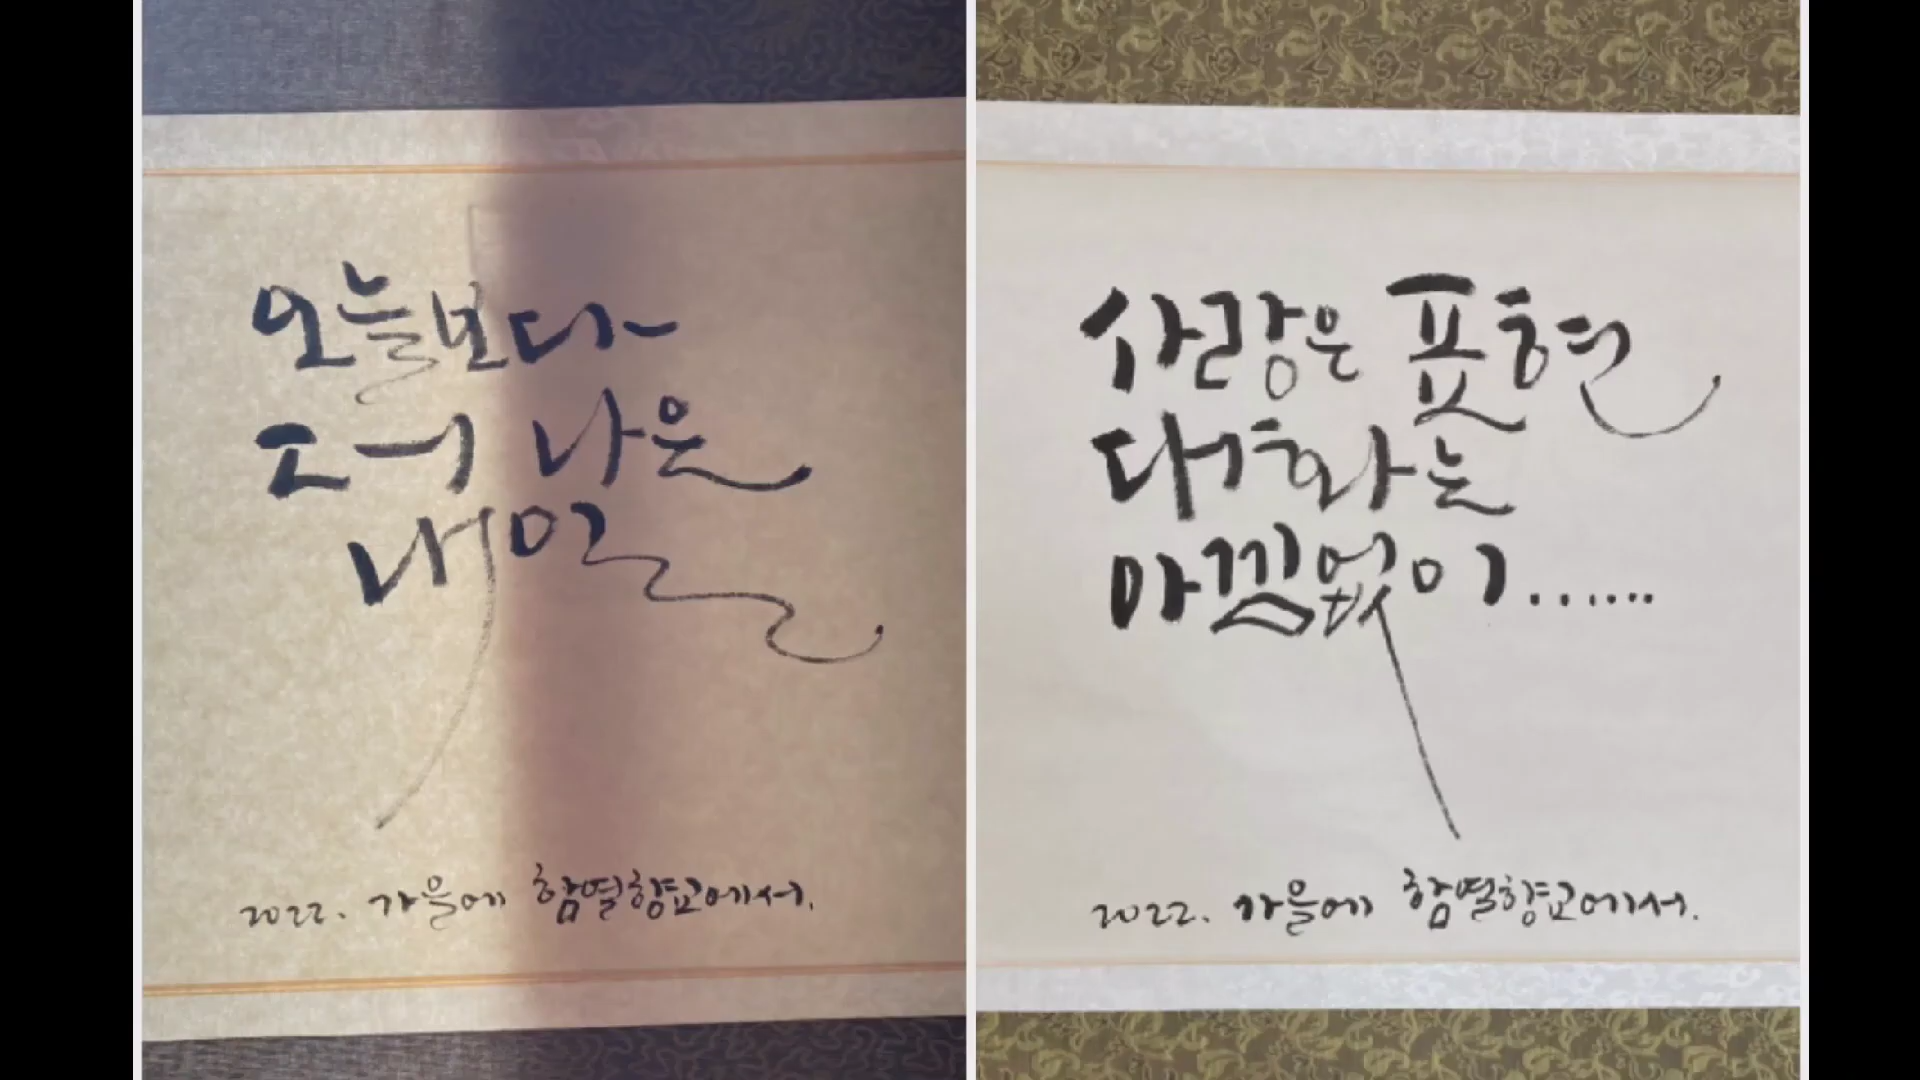 오늘보다
더 나은
내일
2022. 가을에 함열향교에서.
사랑은 표현
대화는
아낌없이......
2022. 가을에 함열향교에서.